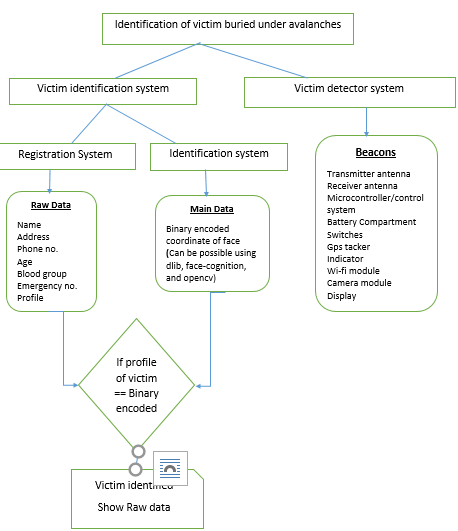 Identification of victim buried under avalanches
Victim identification system
Victim detector system
Registration System
Identification system
Raw Data
Name
Address
Phone no.
Age
Blood group
Emergency no.
Profile
Main Data
Binary encoded
coordinate of face
(Can be possible using
dlib, face-cognition,
and opencv)
Beacons
Transmitter antenna
Receiver antenna
Microcontroller/control
system
Battery Compartment
Switches
Gps tacker
Indicator
Wi-fi module
Camera module
Display
If profile
of victim
== Binary
encoded
Victim identified
Show Raw data